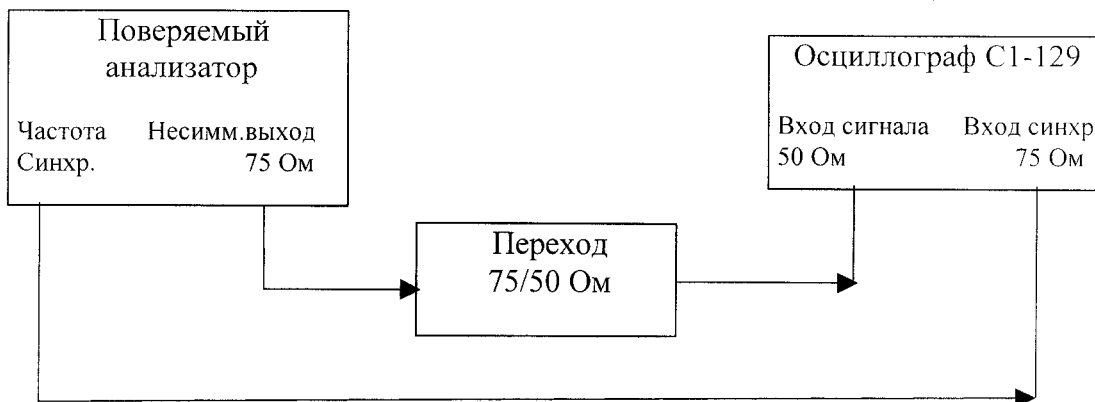 Поверяемый
анализатор
Частота Несимм.выход
Синхр. 75 Ом
Осциллограф С1-129
Вход сигнала Вход синхр
50 Ом 75 Ом
Переход
75/50 Ом